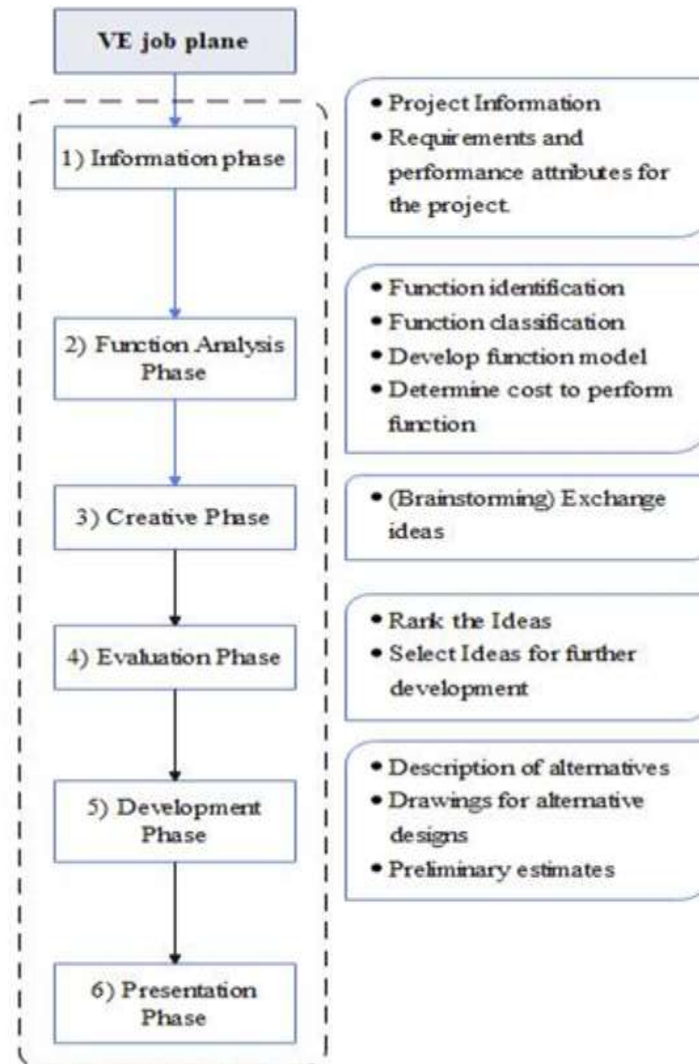 VE job plane
1) Information phase
• Project Information
• Requirements and
performance attributes for
the project.
2) Function Analysis
Phase
• Function identification
• Function classification
• Develop function model
• Determine cost to perform
function
3) Creative Phase
• (Brainstorming) Exchange
ideas
4) Evaluation Phase
• Rank the Ideas
• Select Ideas for further
development
5) Development
Phase
• Description of alternatives
• Drawings for alternative
designs
• Preliminary estimates
6) Presentation
Phase